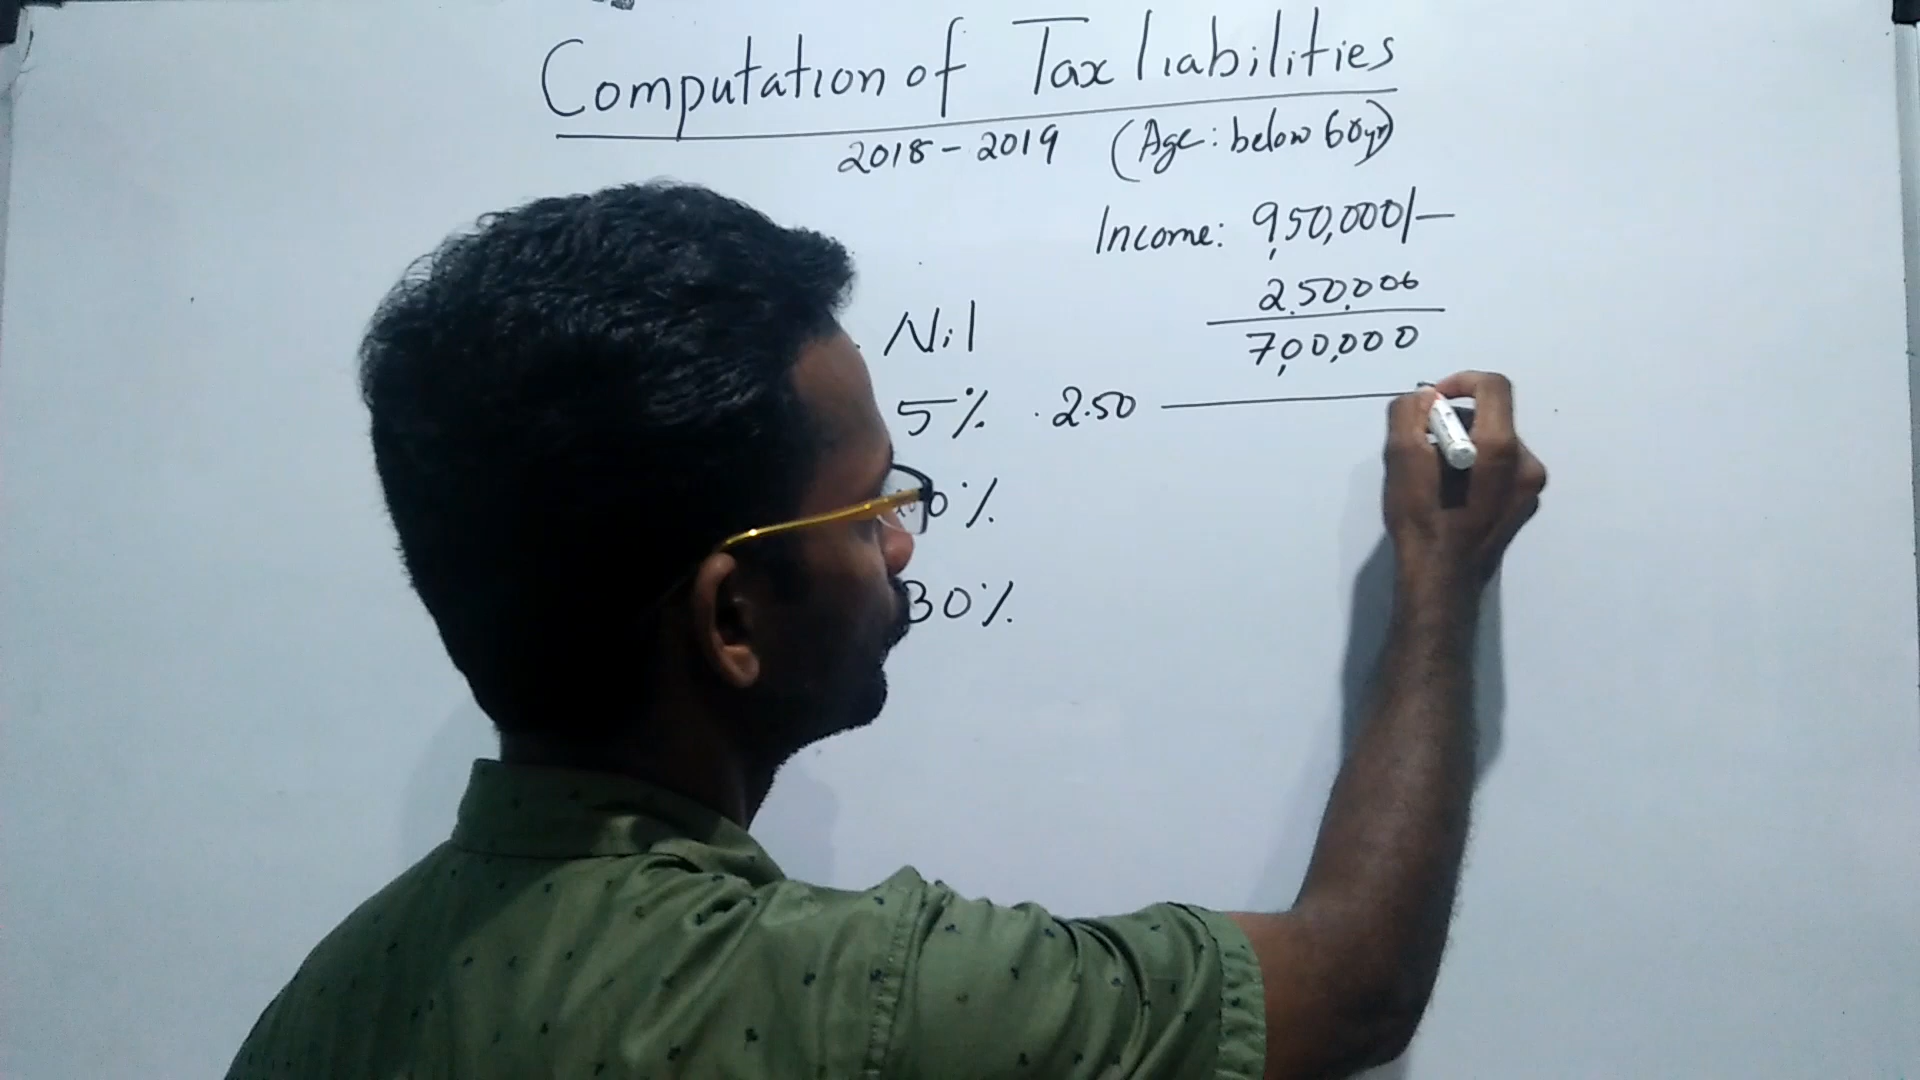 Computation of Tax liabilities
2018-2019 (Age: below 60yr)
Income: 9,50,000/-
2,50,000
Nil
7,00,000
5% 2.50
%
30%